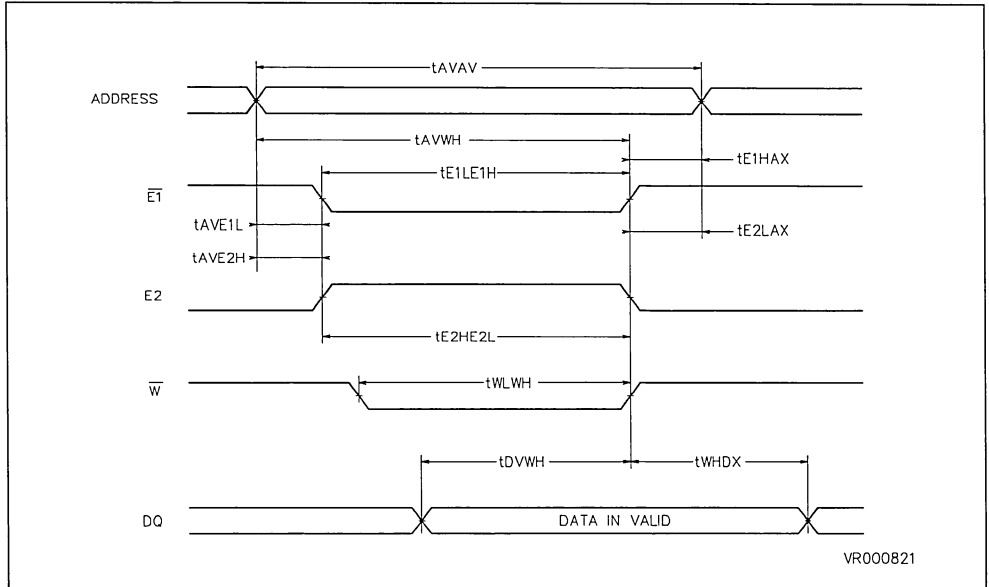 tAVAV
ADDRESS
tAVWH
tE1HAX
tE1LE1H
E1
tAVE1L
tE2LAX
tAVE2H
E2
tE2HE2L
tWLWH
W
tDVWH
tWHDX
DQ
DATA IN VALID
VR000821